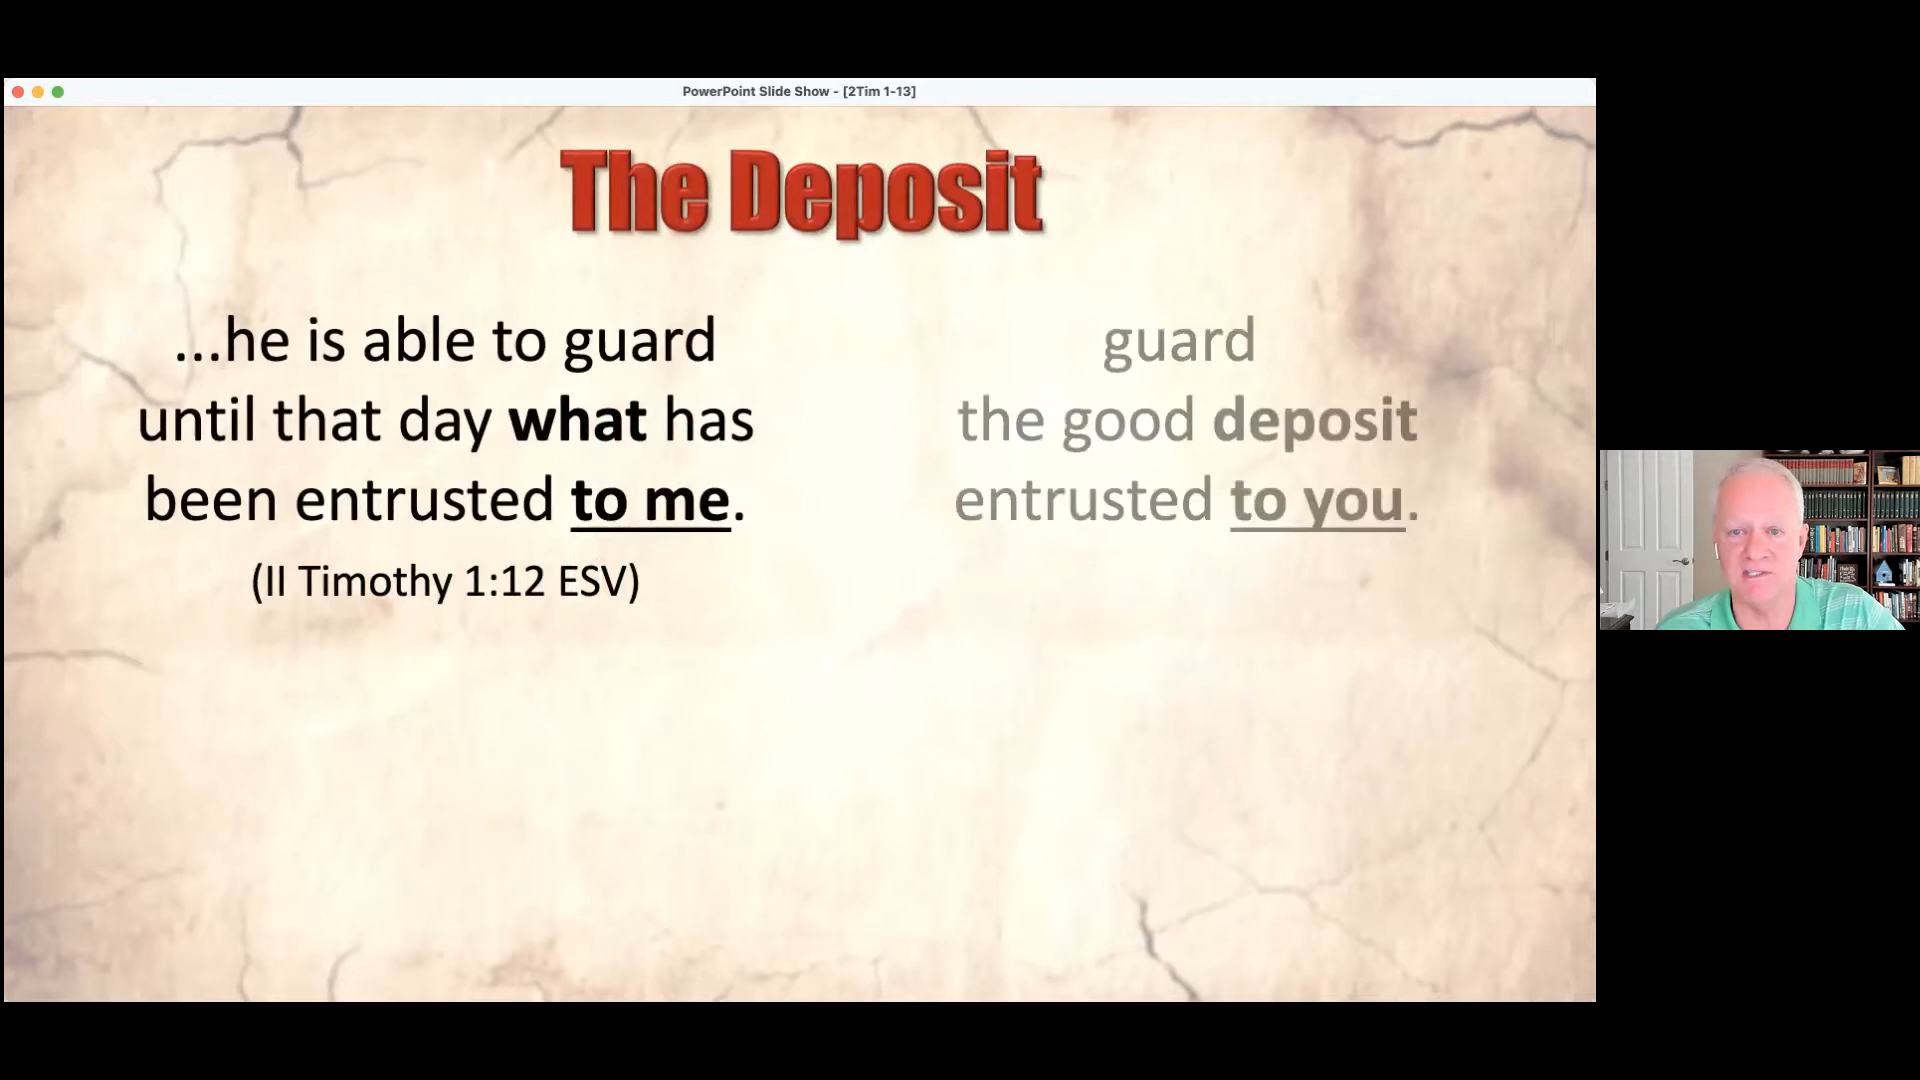 PowerPoint Slide Show - [2Tim 1-13]
The Deposit
...he is able to guard
until that day what has
been entrusted to me.
(II Timothy 1:12 ESV)
guard
the good deposit
entrusted to you.